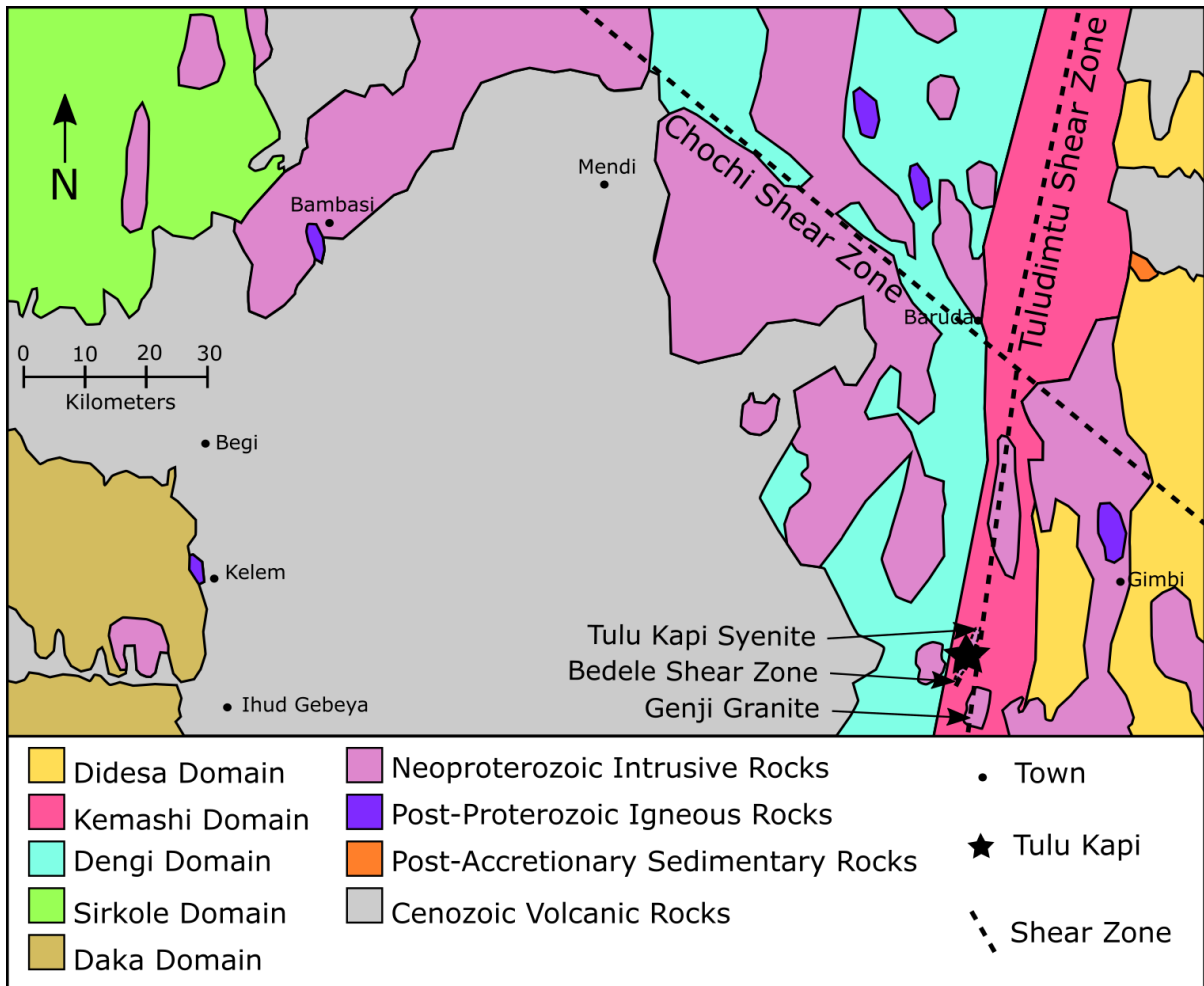 N
Mendi
Bambasi
Chochi Shear Zone
Tuludimtu Shear Zone
Baruda
0 10 20 30
Kilometers
Begi
Kelem
Gimbi
Tulu Kapi Syenite
Bedele Shear Zone
Genji Granite
Ihud Gebeya
Didesa Domain
Kemashi Domain
Dengi Domain
Sirkole Domain
Daka Domain
Neoproterozoic Intrusive Rocks
Post-Proterozoic Igneous Rocks
Post-Accretionary Sedimentary Rocks
Cenozoic Volcanic Rocks
Town
Tulu Kapi
Shear Zone